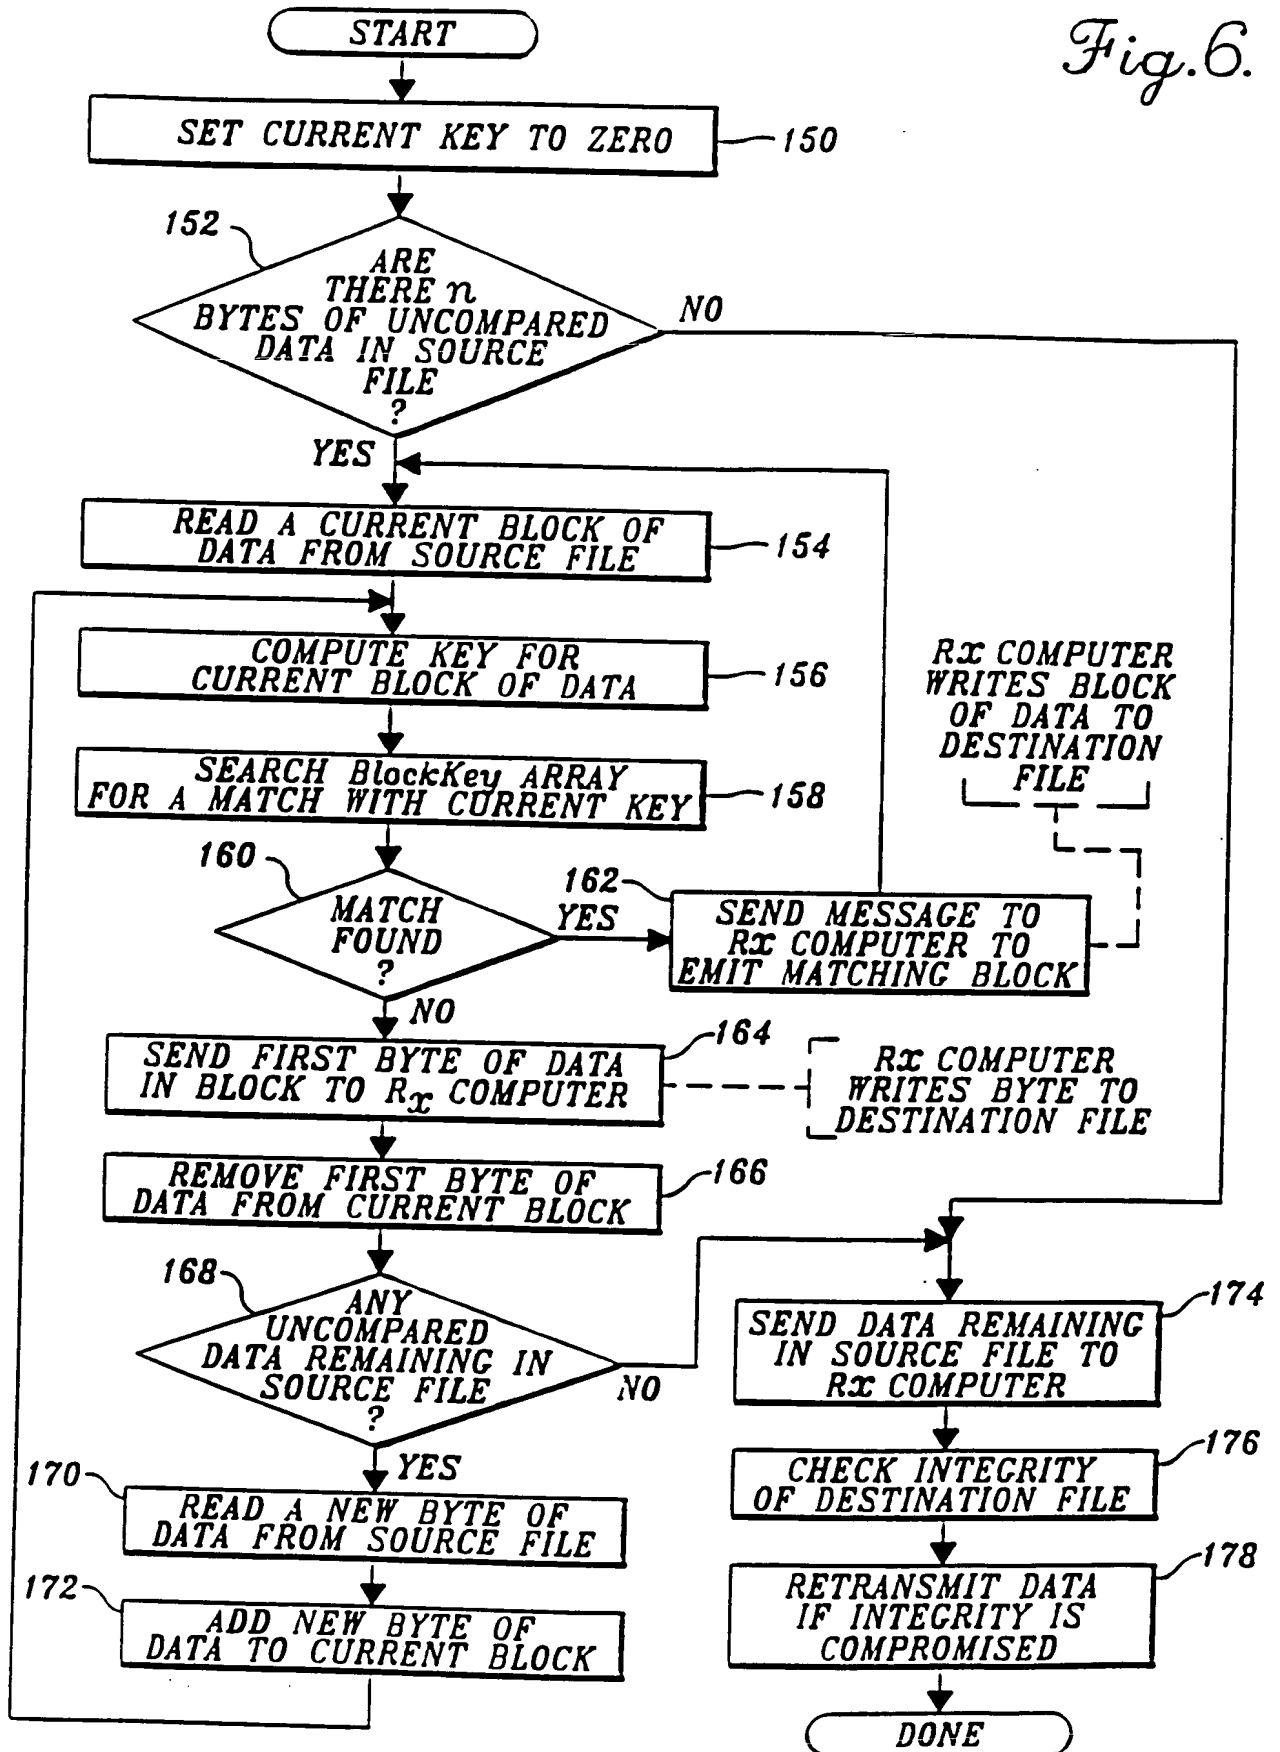 START
Fig.6.
SET CURRENT KEY TO ZERO
150
152
ARE
THERE n
BYTES OF UNCOMPARED
DATA IN SOURCE
FILE
?
NO
YES
READ A CURRENT BLOCK OF
DATA FROM SOURCE FILE
154
COMPUTE KEY FOR
CURRENT BLOCK OF DATA
156
SEARCH BlockKey ARRAY
FOR A MATCH WITH CURRENT KEY
158
160
MATCH
FOUND
?
YES
162
SEND MESSAGE TO
Rx COMPUTER TO
EMIT MATCHING BLOCK
Rx COMPUTER
WRITES BLOCK
OF DATA TO
DESTINATION
FILE
NO
SEND FIRST BYTE OF DATA
IN BLOCK TO Rx COMPUTER
164
Rx COMPUTER
WRITES BYTE TO
DESTINATION FILE
REMOVE FIRST BYTE OF
DATA FROM CURRENT BLOCK
166
168
ANY
UNCOMPARED
DATA REMAINING IN
SOURCE FILE
?
NO
YES
170
READ A NEW BYTE OF
DATA FROM SOURCE FILE
172
ADD NEW BYTE OF
DATA TO CURRENT BLOCK
174
SEND DATA REMAINING
IN SOURCE FILE TO
Rx COMPUTER
176
CHECK INTEGRITY
OF DESTINATION FILE
178
RETRANSMIT DATA
IF INTEGRITY IS
COMPROMISED
DONE